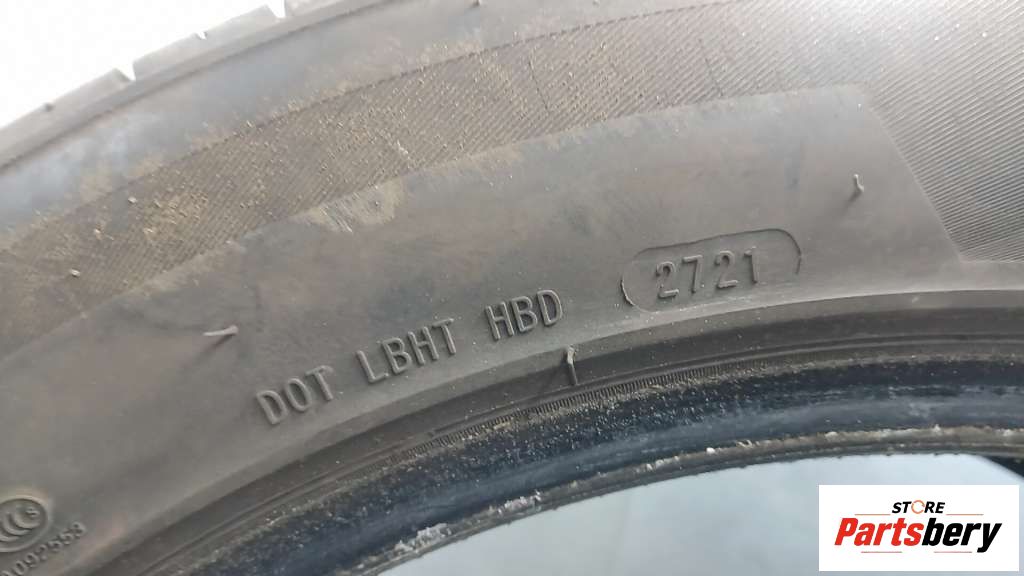 DOT LBHT HBD 2721
S
STORE
Partsbery